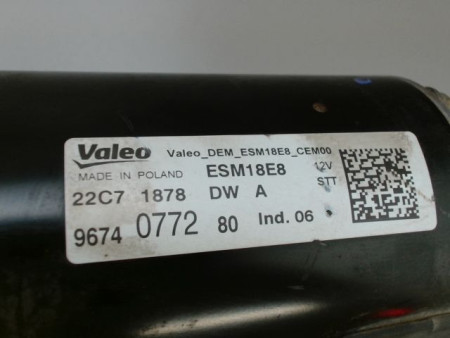 Valeo Valeo_DEM_ESM18E8_CEM00
MADE IN POLAND ESM18E8 12V
22C7 1878 DW A STT
9674 0772 80 Ind. 06